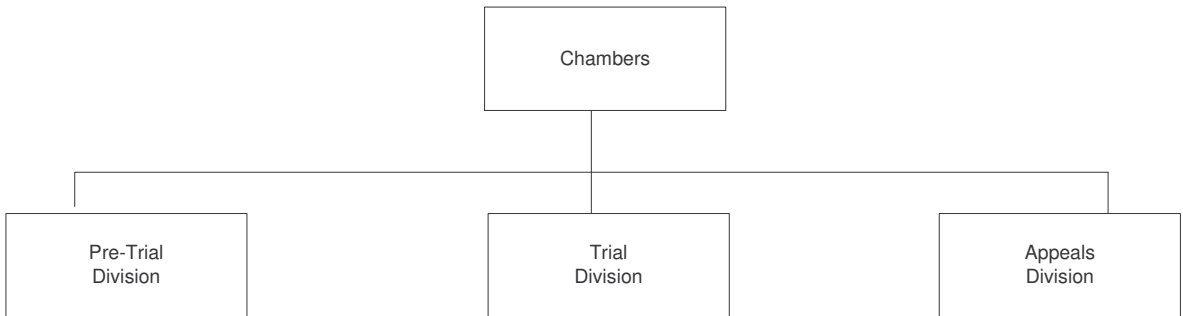 Chambers
Pre-Trial
Division
Trial
Division
Appeals
Division